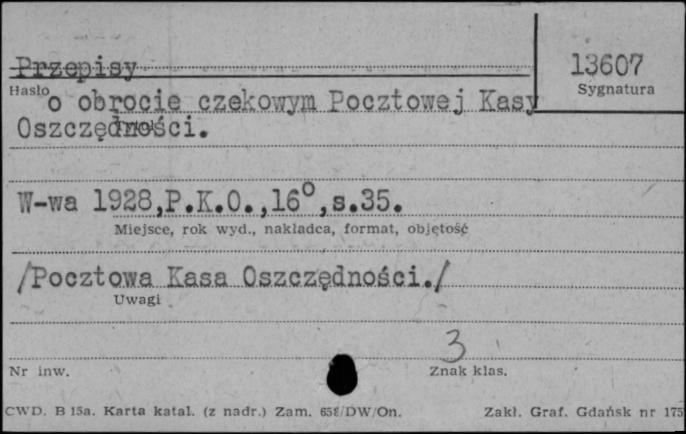 Przepisy
13607
Hasło
Sygnatura
o obrocie czekowym Pocztowej Kasy
Oszczędności.
W-wa 1928,P.K.O.,16°,s.35.
Miejsce, rok wyd., nakładca, format, objętość
/Pocztowa Kasa Oszczędności./
Uwagi
3
Nr inw.
Znak klas.
CWD. B 15a. Karta katal. (z nadr.) Zam. 658/DW/On.
Zakł. Graf. Gdańsk nr 175